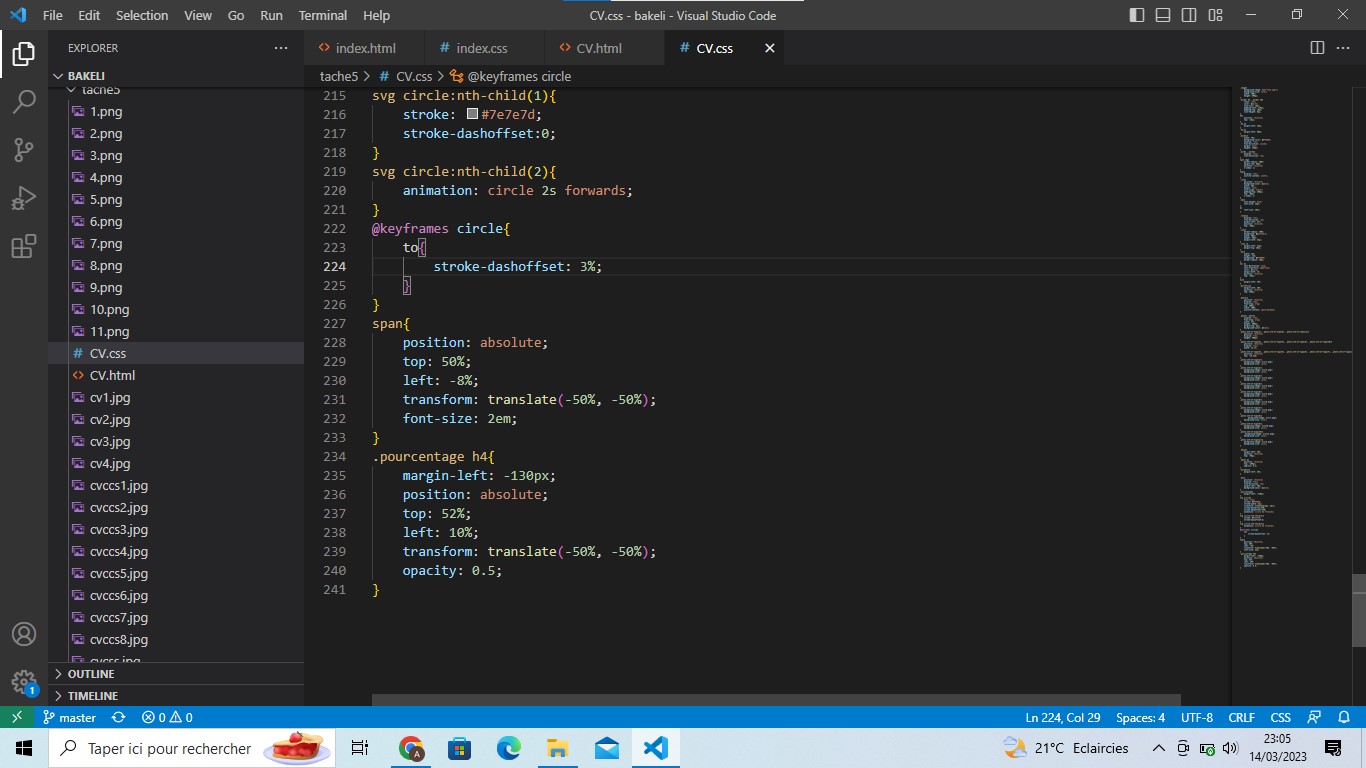 File Edit Selection View Go Run Terminal Help
CV.css - bakeli - Visual Studio Code
EXPLORER
index.html
index.css
CV.html
CV.css
BAKELI
tache5
1.png
2.png
3.png
4.png
5.png
6.png
7.png
8.png
9.png
10.png
11.png
CV.css
CV.html
cv1.jpg
cv2.jpg
cv3.jpg
cv4.jpg
cvccs1.jpg
cvccs2.jpg
cvccs3.jpg
cvccs4.jpg
cvccs5.jpg
cvccs6.jpg
cvccs7.jpg
cvccs8.jpg
cvcss.jpg
OUTLINE
TIMELINE
tache5 > # CV.css > @keyframes circle
215 svg circle:nth-child(1){
216     stroke: #7e7e7d;
217     stroke-dashoffset:0;
218 }
219 svg circle:nth-child(2){
220     animation: circle 2s forwards;
221 }
222 @keyframes circle{
223     to{
224         stroke-dashoffset: 3%;
225     }
226 }
227 span{
228     position: absolute;
229     top: 50%;
230     left: -8%;
231     transform: translate(-50%, -50%);
232     font-size: 2em;
233 }
234 .pourcentage h4{
235     margin-left: -130px;
236     position: absolute;
237     top: 52%;
238     left: 10%;
239     transform: translate(-50%, -50%);
240     opacity: 0.5;
241 }
1
master
0 0
Ln 224, Col 29 Spaces: 4 UTF-8 CRLF CSS
Taper ici pour rechercher
A
21°C Eclaircies
23:05
14/03/2023